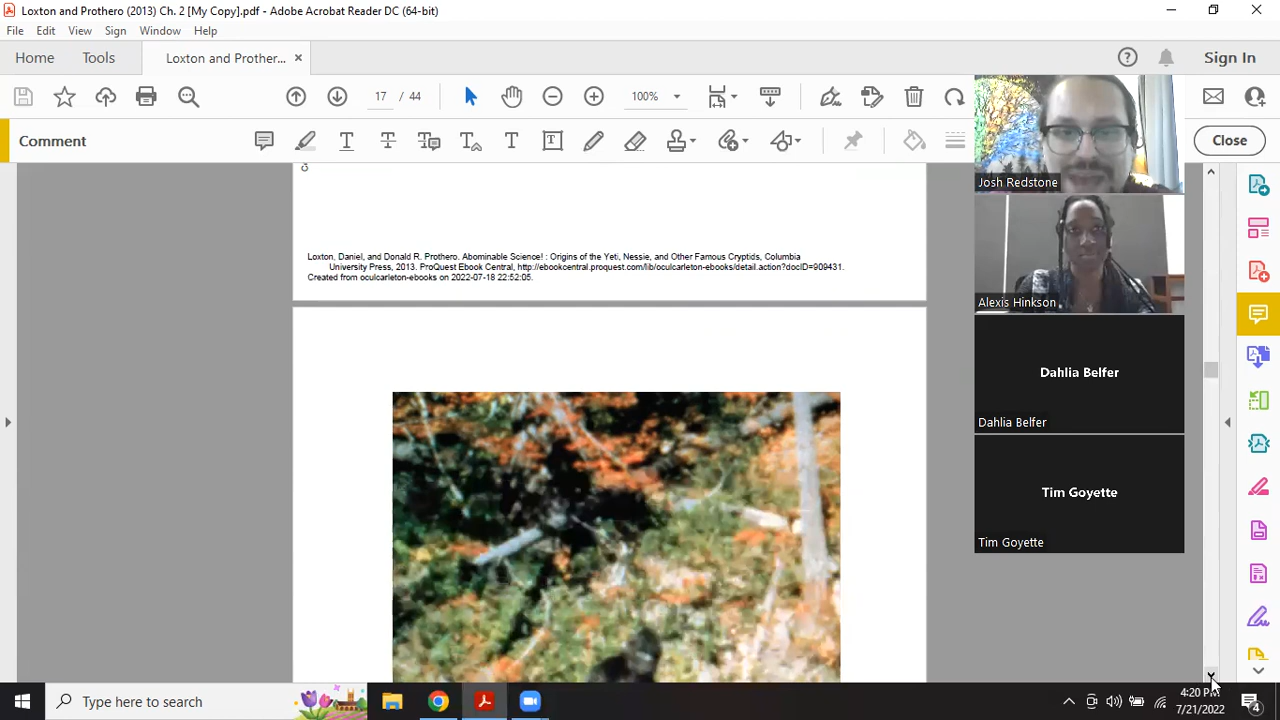 Loxton and Prothero (2013) Ch. 2 [My Copy].pdf - Adobe Acrobat Reader DC (64-bit)
File Edit View Sign Window Help
Home Tools Loxton and Prother... × Sign In
17 / 44 100%
Comment Close
Loxton, Daniel, and Donald R. Prothero. Abominable Science! : Origins of the Yeti, Nessie, and Other Famous Cryptids, Columbia
University Press, 2013. ProQuest Ebook Central, http://ebookcentral.proquest.com/lib/oculcarleton-ebooks/detail.action?docID=909431.
Created from oculcarleton-ebooks on 2022-07-18 22:52:05.
Josh Redstone
Alexis Hinkson
Dahlia Belfer
Dahlia Belfer
Tim Goyette
Tim Goyette
Type here to search
4:20 PM
7/21/2022
4